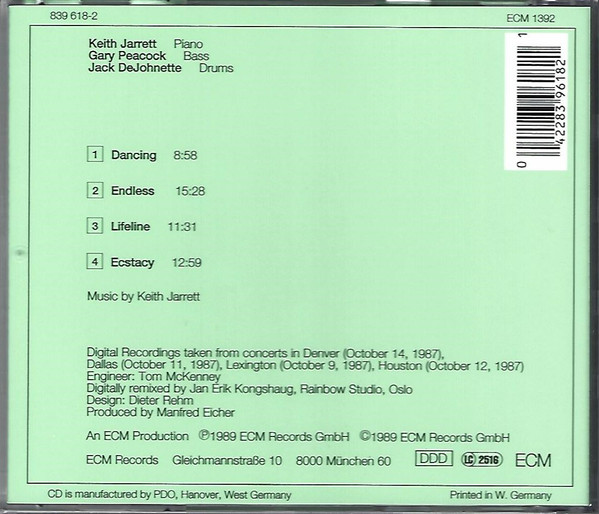 839 618-2
ECM 1392
Keith Jarrett Piano
Gary Peacock Bass
Jack DeJohnette Drums
0 42283 96182 1
1 Dancing 8:58
2 Endless 15:28
3 Lifeline 11:31
4 Ecstacy 12:59
Music by Keith Jarrett
Digital Recordings taken from concerts in Denver (October 14, 1987),
Dallas (October 11, 1987), Lexington (October 9, 1987), Houston (October 12, 1987)
Engineer: Tom McKenney
Digitally remixed by Jan Erik Kongshaug, Rainbow Studio, Oslo
Design: Dieter Rehm
Produced by Manfred Eicher
An ECM Production ℗1989 ECM Records GmbH ©1989 ECM Records GmbH
ECM Records Gleichmannstraße 10 8000 München 60 DDD LC 2516 ECM
CD is manufactured by PDO, Hanover, West Germany
Printed in W. Germany